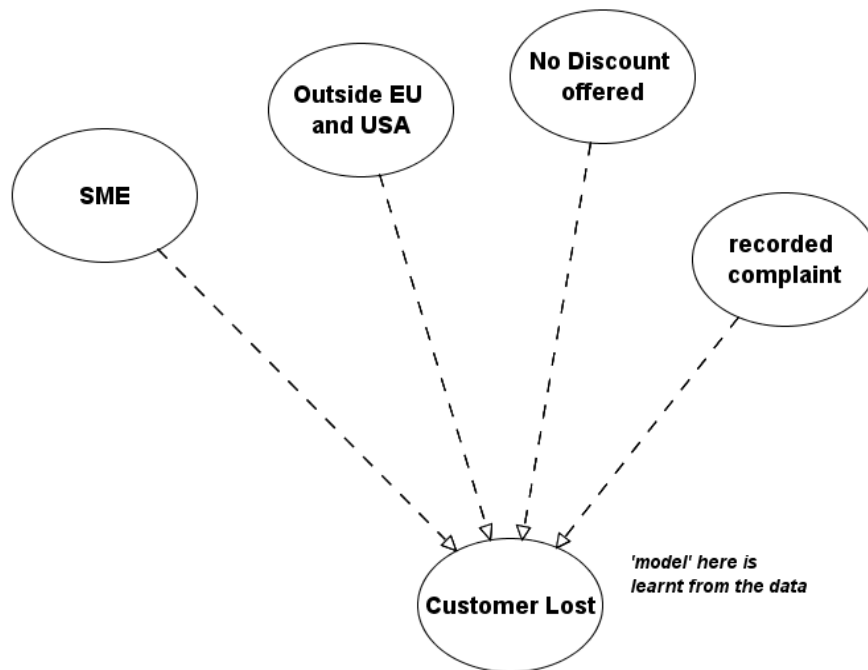 No Discount
offered
Outside EU
and USA
SME
recorded
complaint
Customer Lost
'model' here is
learnt from the data